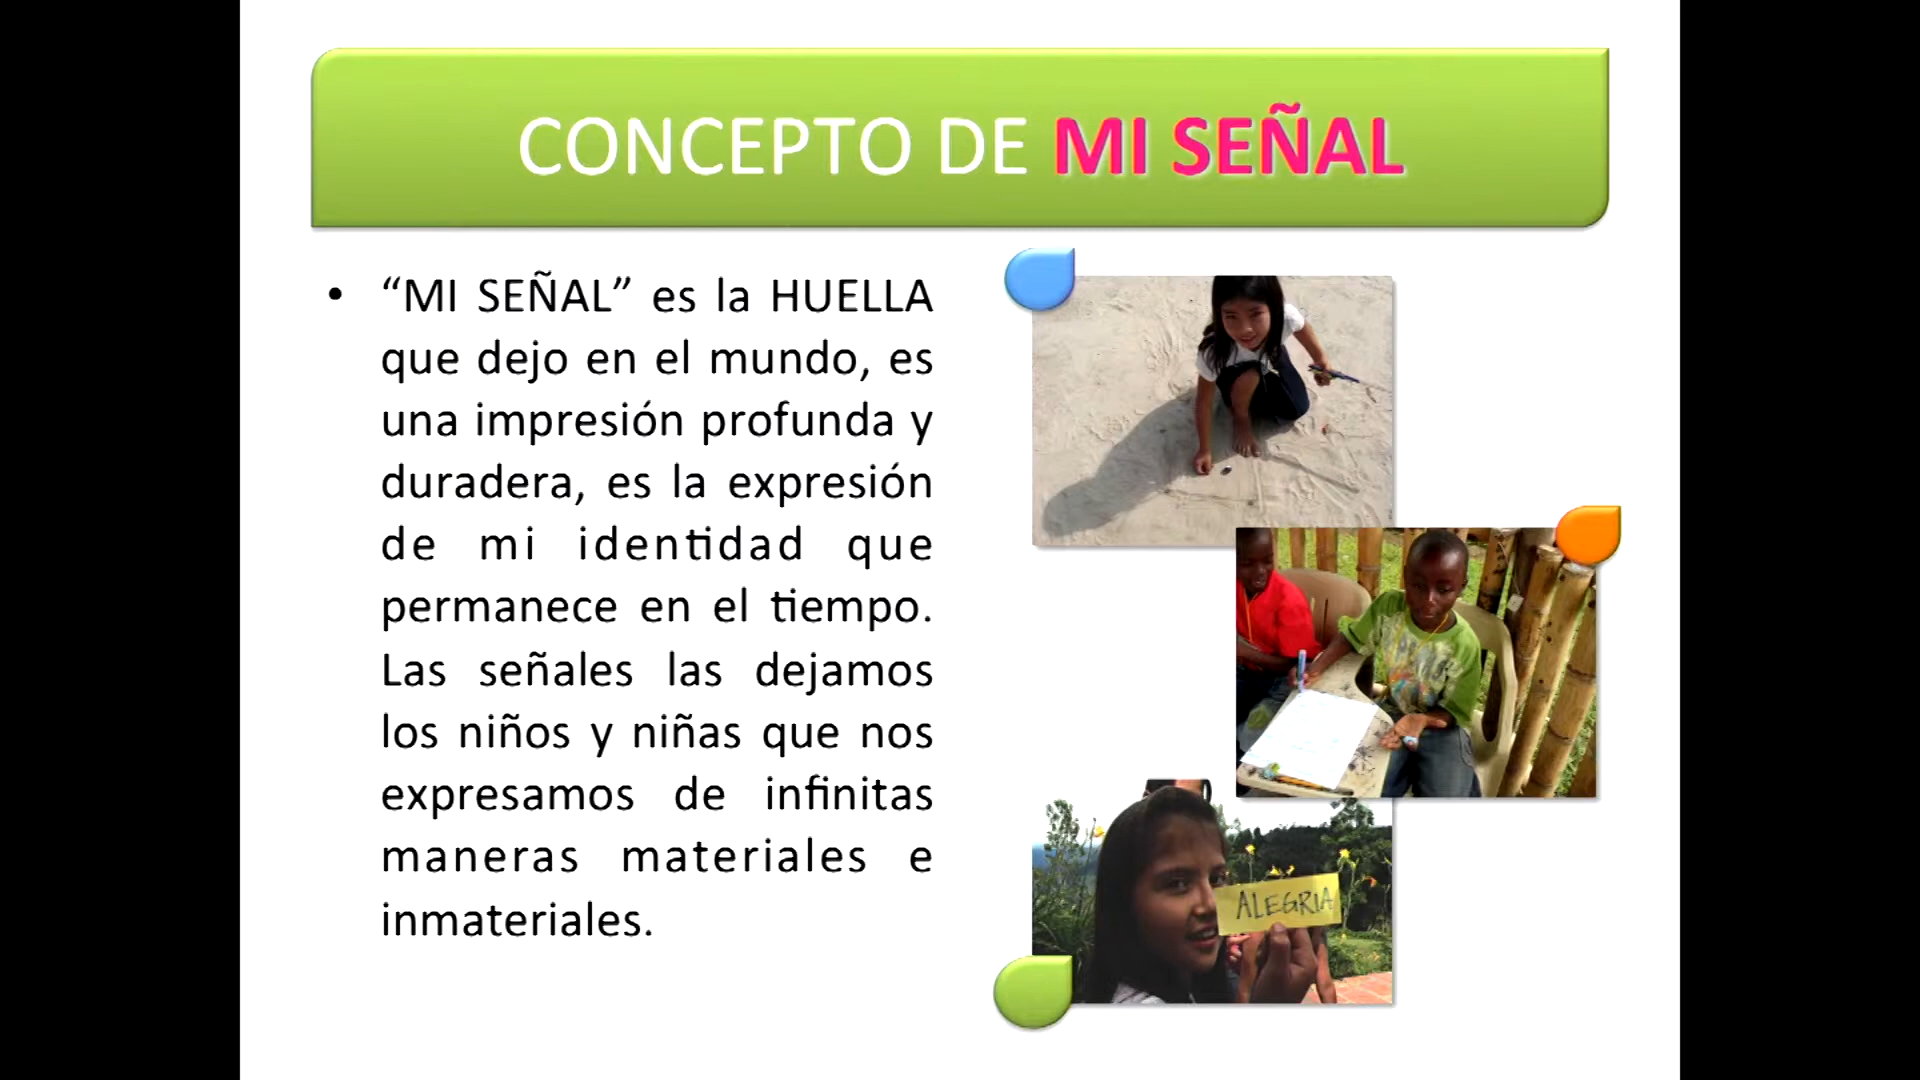 CONCEPTO DE MI SEÑAL
• “MI SEÑAL” es la HUELLA
que dejo en el mundo, es
una impresión profunda y
duradera, es la expresión
de mi identidad que
permanece en el tiempo.
Las señales las dejamos
los niños y niñas que nos
expresamos de infinitas
maneras materiales e
inmateriales.
ALEGRIA